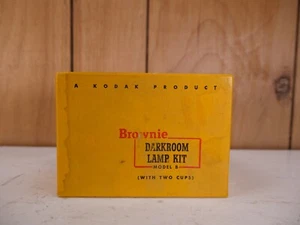 A KODAK PRODUCT
Brownie
DARKROOM
LAMP KIT
MODEL B
(WITH TWO CUPS)